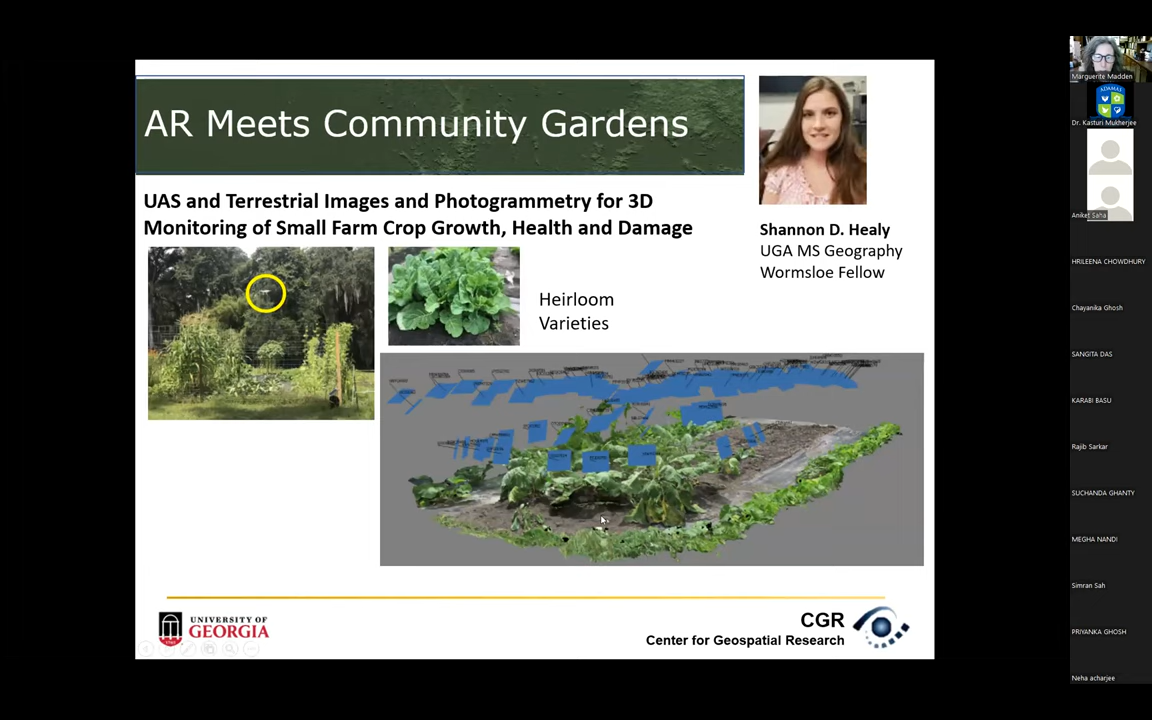 AR Meets Community Gardens
UAS and Terrestrial Images and Photogrammetry for 3D
Monitoring of Small Farm Crop Growth, Health and Damage
Shannon D. Healy
UGA MS Geography
Wormsloe Fellow
Heirloom
Varieties
UNIVERSITY OF
GEORGIA
CGR
Center for Geospatial Research
Marguerite Madden
ADAMAS
Dr. Kasturi Mukherjee
Aniket Saha
HRILEENA CHOWDHURY
Chayanika Ghosh
SANGITA DAS
KARABI BASU
Rajib Sarkar
SUCHANDA GHANTY
MEGHA NANDI
Simran Sah
PRIYANKA GHOSH
Neha acharjee